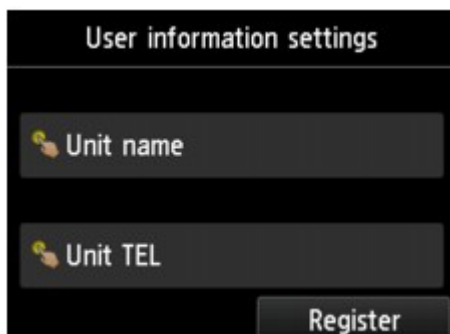 User information settings
Unit name
Unit TEL
Register